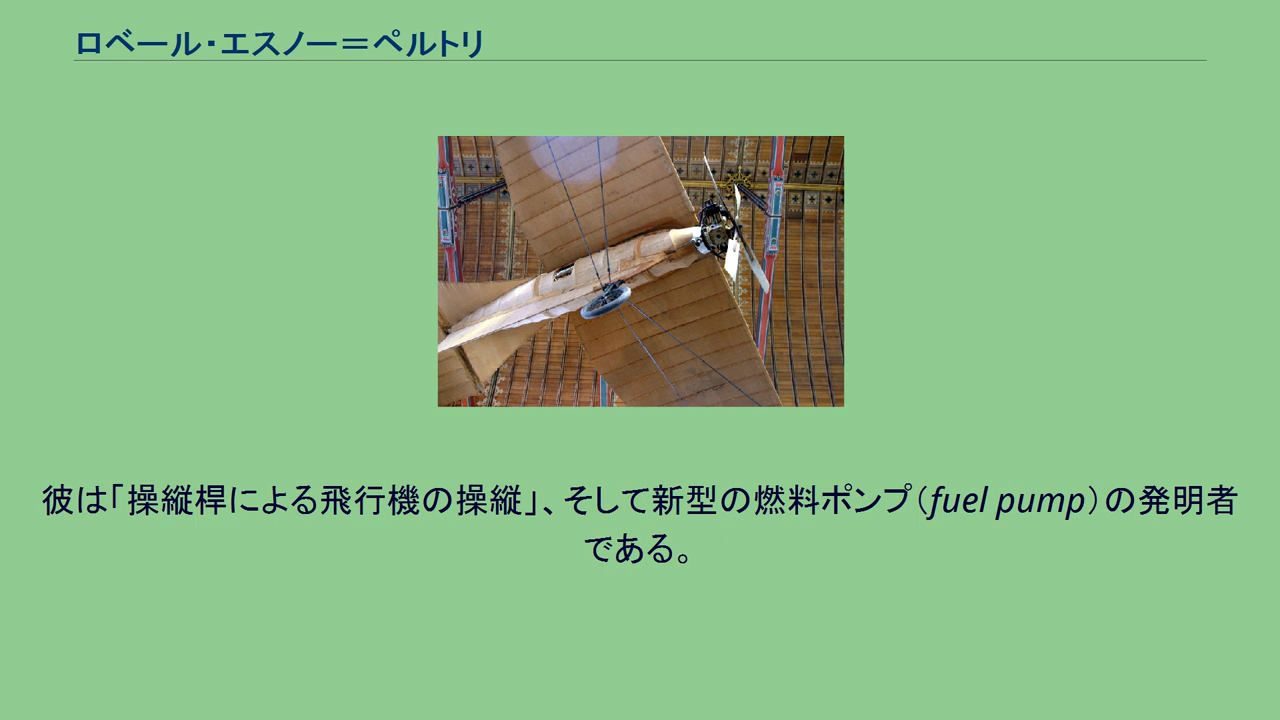 ロベール・エスノー＝ペルトリ
彼は「操縦桿による飛行機の操縦」、そして新型の燃料ポンプ（fuel pump）の発明者
である。